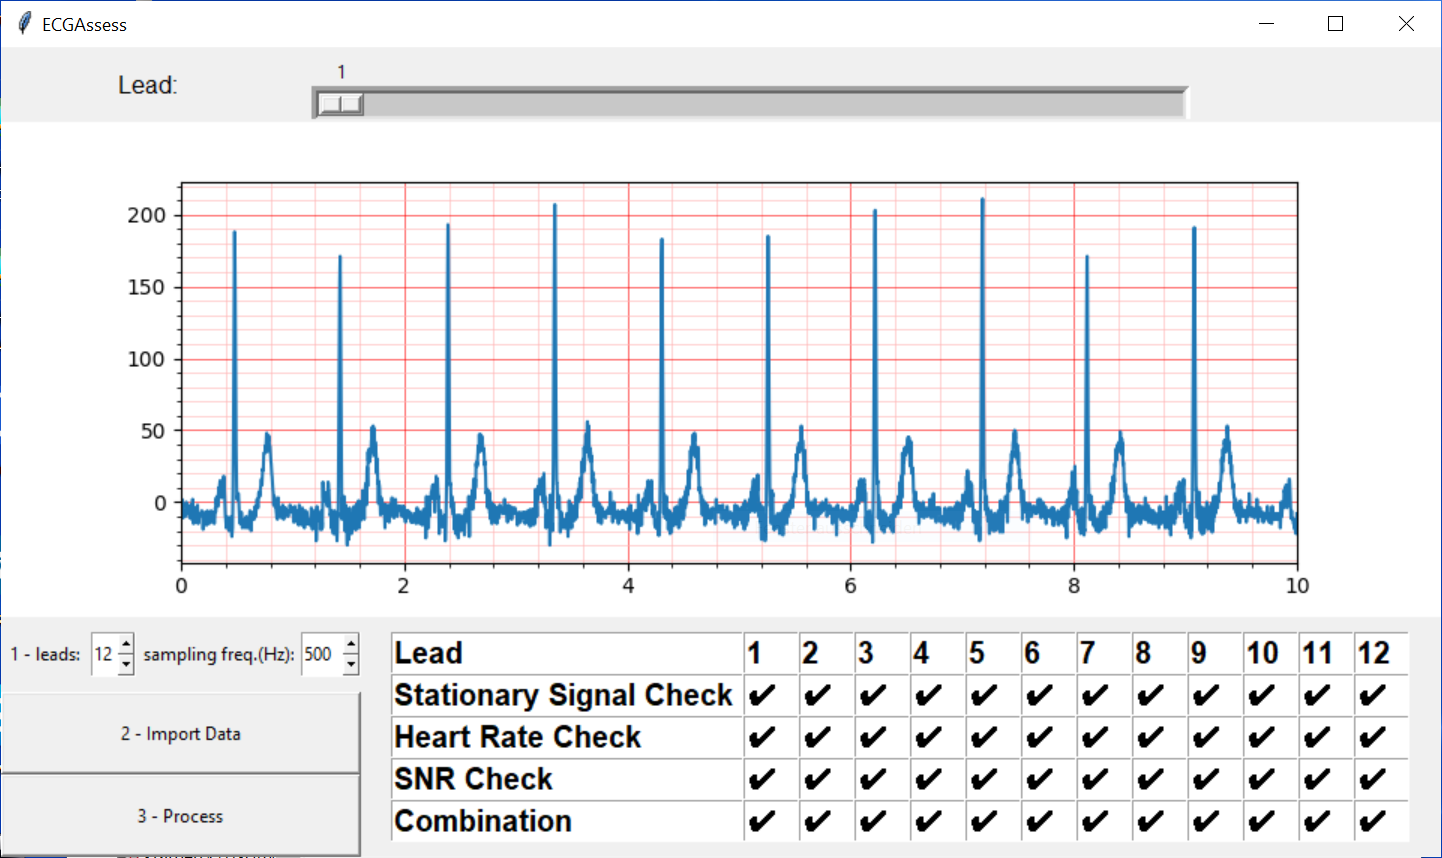 ECGAssess
Lead:
1
200
150
100
50
0
0 2 4 6 8 10
1 - leads: 12 sampling freq.(Hz): 500
2 - Import Data
3 - Process
Lead 1 2 3 4 5 6 7 8 9 10 11 12
Stationary Signal Check ✔ ✔ ✔ ✔ ✔ ✔ ✔ ✔ ✔ ✔ ✔ ✔
Heart Rate Check ✔ ✔ ✔ ✔ ✔ ✔ ✔ ✔ ✔ ✔ ✔ ✔
SNR Check ✔ ✔ ✔ ✔ ✔ ✔ ✔ ✔ ✔ ✔ ✔ ✔
Combination ✔ ✔ ✔ ✔ ✔ ✔ ✔ ✔ ✔ ✔ ✔ ✔